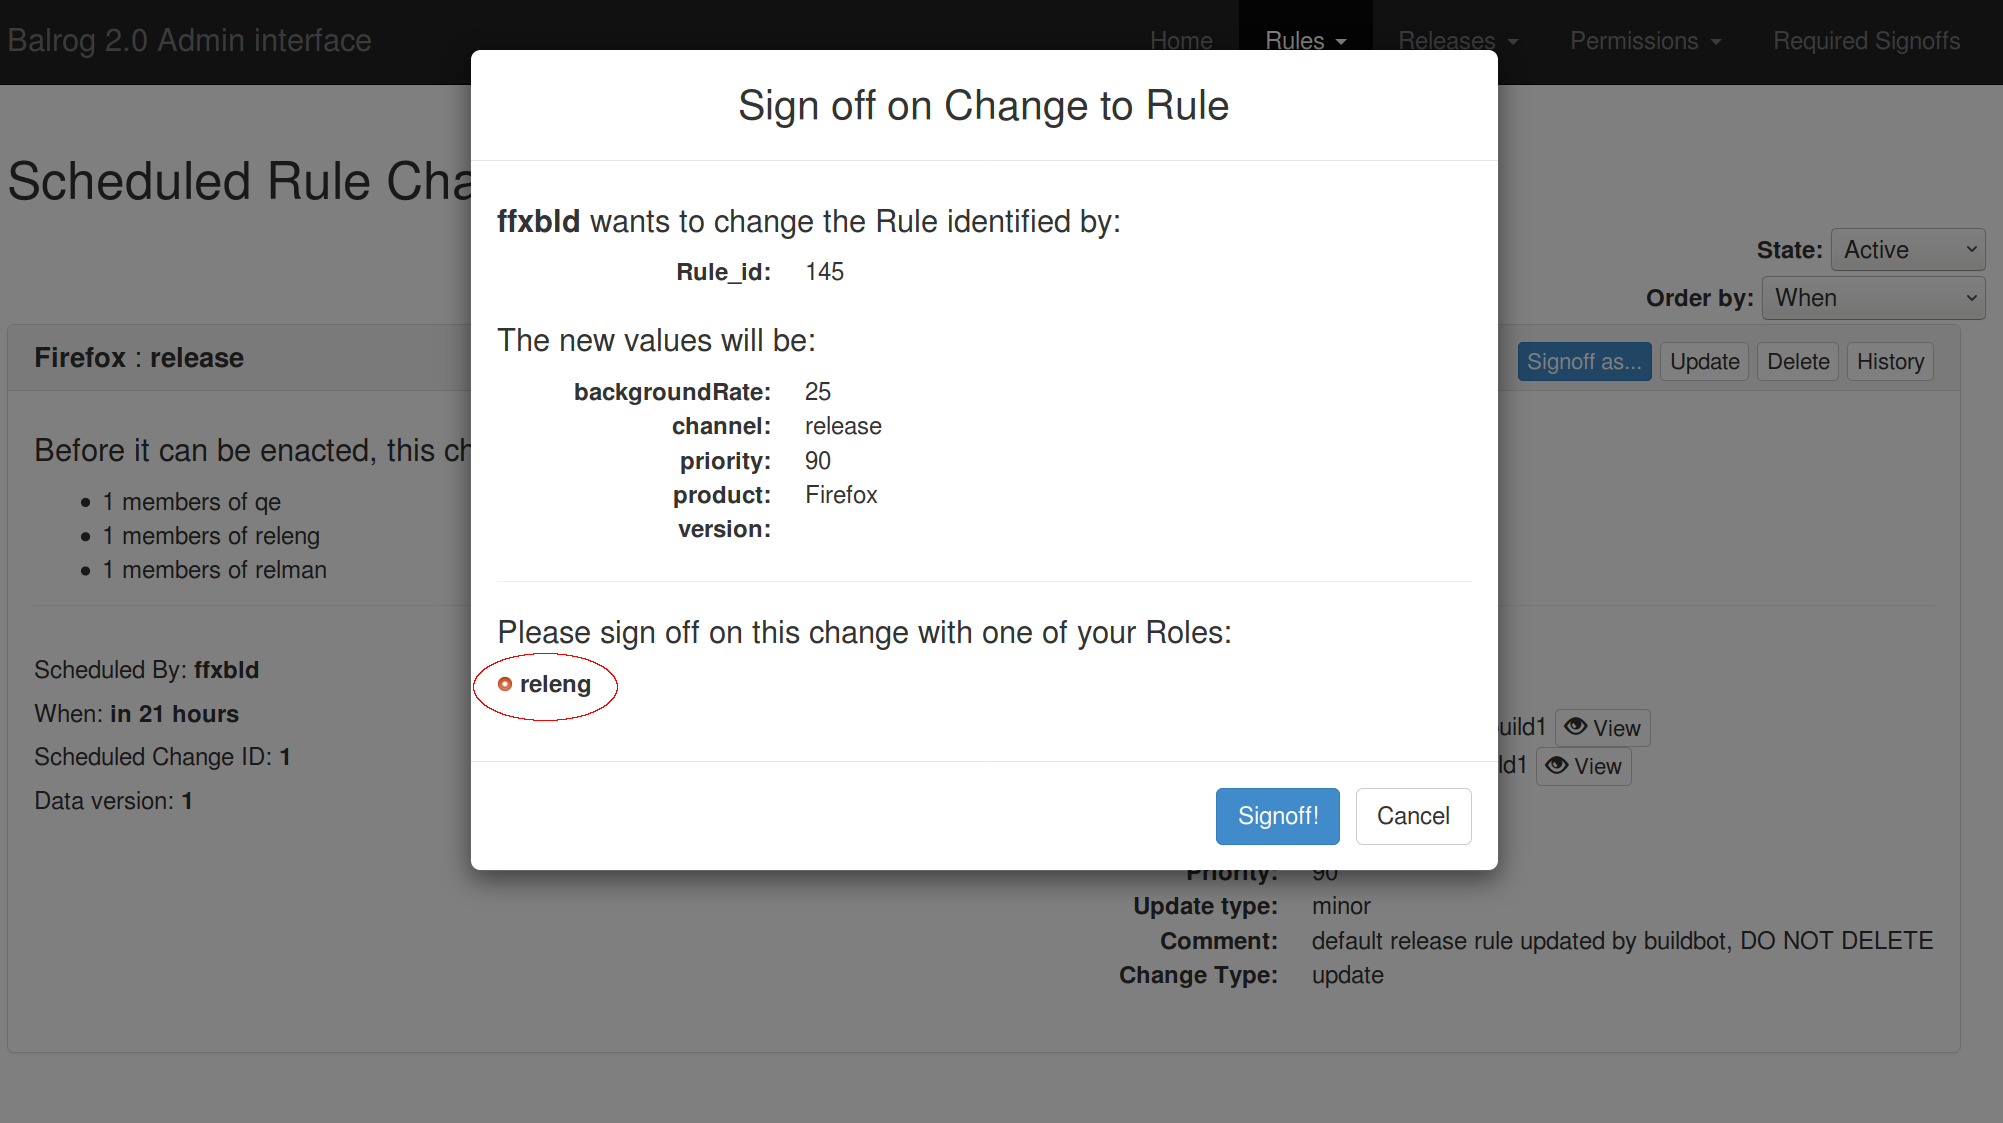 Balrog 2.0 Admin interface
Home Rules Releases Permissions Required Signoffs
Sign off on Change to Rule
Scheduled Rule
ffxbld wants to change the Rule identified by:
Rule_id: 145
State: Active
Order by: When
The new values will be:
Firefox : release
Signoff as... Update Delete History
backgroundRate: 25
channel: release
priority: 90
product: Firefox
version:
Before it can be enacted, this
1 members of qe
1 members of releng
1 members of relman
Please sign off on this change with one of your Roles:
releng
Scheduled By: ffxbld
When: in 21 hours
Scheduled Change ID: 1
Data version: 1
View
View
Signoff! Cancel
Priority: 90
Update type: minor
Comment: default release rule updated by buildbot, DO NOT DELETE
Change Type: update